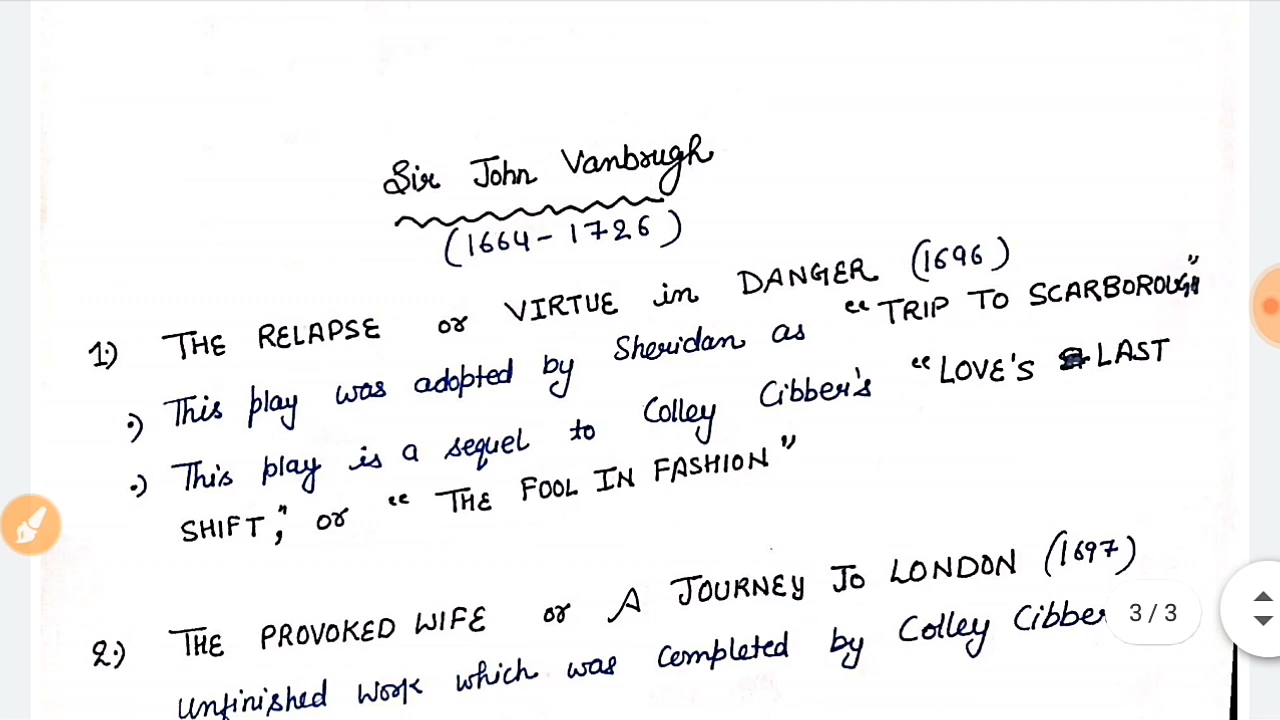 Sir John Vanbrugh
(1664- 1726)
1.) THE RELAPSE or VIRTUE in DANGER (1696)
•) This play was adopted by Sheridan as "TRIP TO SCARBOROUGH"
•) This play is a sequel to Colley Cibber's "LOVE'S LAST
SHIFT," or "THE FOOL IN FASHION"
2.) THE PROVOKED WIFE or A JOURNEY TO LONDON (1697)
Unfinished work which was completed by Colley Cibber
3/3